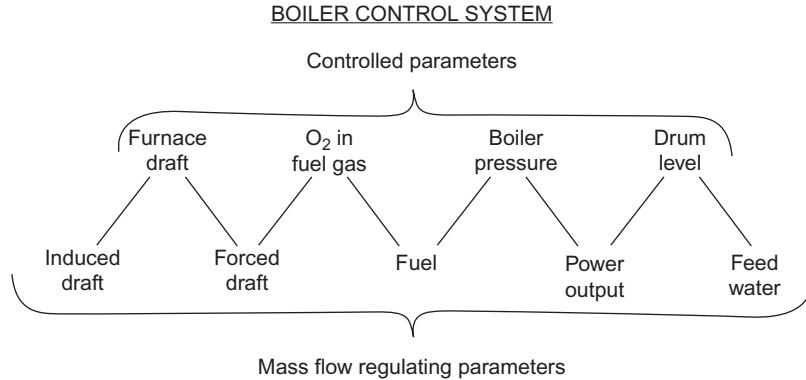 BOILER CONTROL SYSTEM
Controlled parameters
Furnace
draft
O₂ in
fuel gas
Boiler
pressure
Drum
level
Induced
draft
Forced
draft
Fuel
Power
output
Feed
water
Mass flow regulating parameters